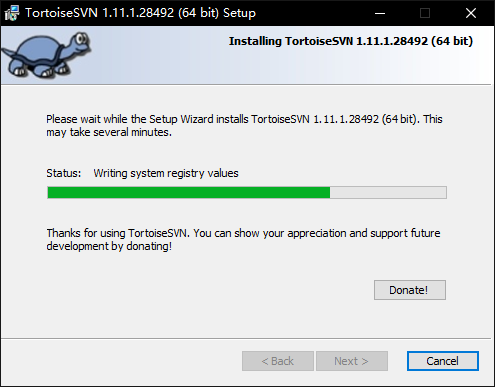 TortoiseSVN 1.11.1.28492 (64 bit) Setup
Installing TortoiseSVN 1.11.1.28492 (64 bit)
Please wait while the Setup Wizard installs TortoiseSVN 1.11.1.28492 (64 bit). This
may take several minutes.
Status: Writing system registry values
Thanks for using TortoiseSVN. You can show your appreciation and support future
development by donating!
Donate!
< Back Next > Cancel